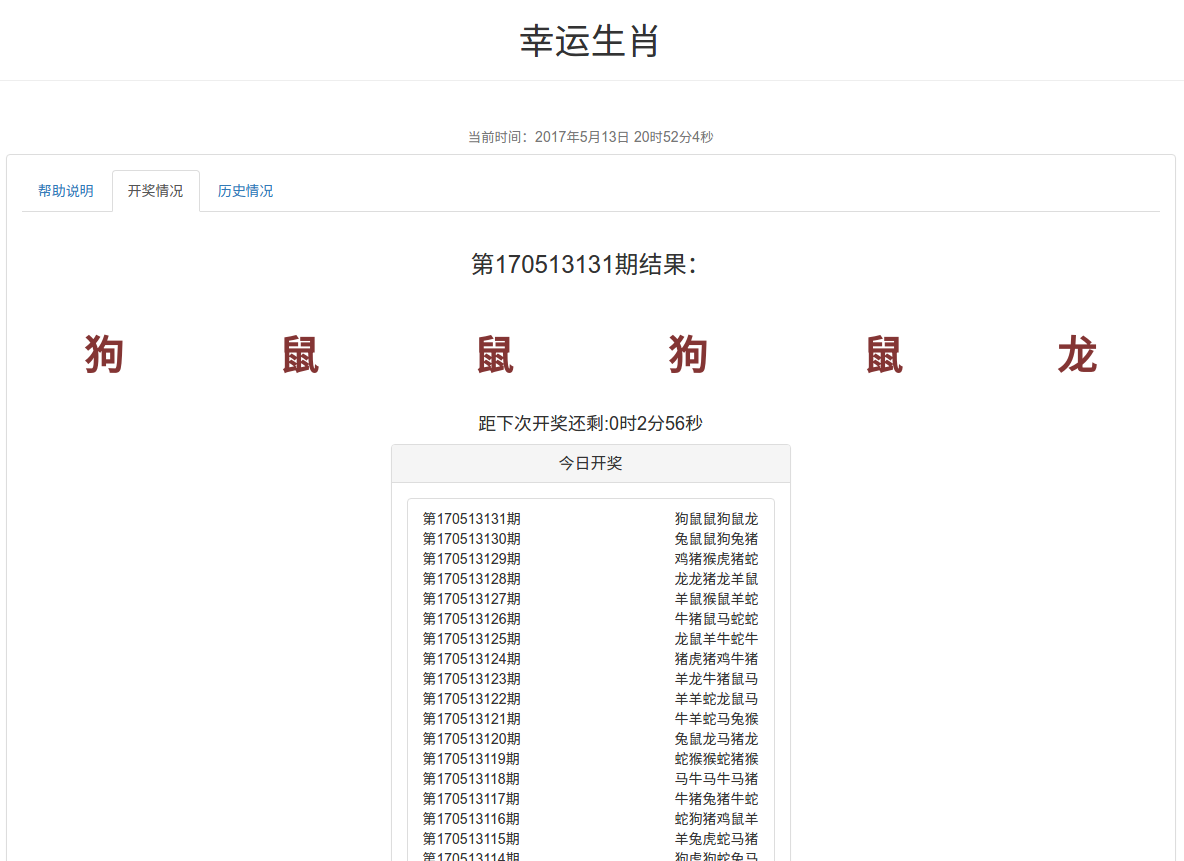 幸运生肖
当前时间：2017年5月13日 20时52分4秒
帮助说明 开奖情况 历史情况
第170513131期结果：
狗 鼠 鼠 狗 鼠 龙
距下次开奖还剩:0时2分56秒
今日开奖
第170513131期 狗鼠鼠狗鼠龙
第170513130期 兔鼠鼠狗兔猪
第170513129期 鸡猪猴虎猪蛇
第170513128期 龙龙猪龙羊鼠
第170513127期 羊鼠猴鼠羊蛇
第170513126期 牛猪鼠马蛇蛇
第170513125期 龙鼠羊牛蛇牛
第170513124期 猪虎猪鸡牛猪
第170513123期 羊龙牛猪鼠马
第170513122期 羊羊蛇龙鼠马
第170513121期 牛羊蛇马兔猴
第170513120期 兔鼠龙马猪龙
第170513119期 蛇猴猴蛇猪猴
第170513118期 马牛马牛马猪
第170513117期 牛猪兔猪牛蛇
第170513116期 蛇狗猪鸡鼠羊
第170513115期 羊兔虎蛇马猪
第170513114期 狗虎狗蛇兔马